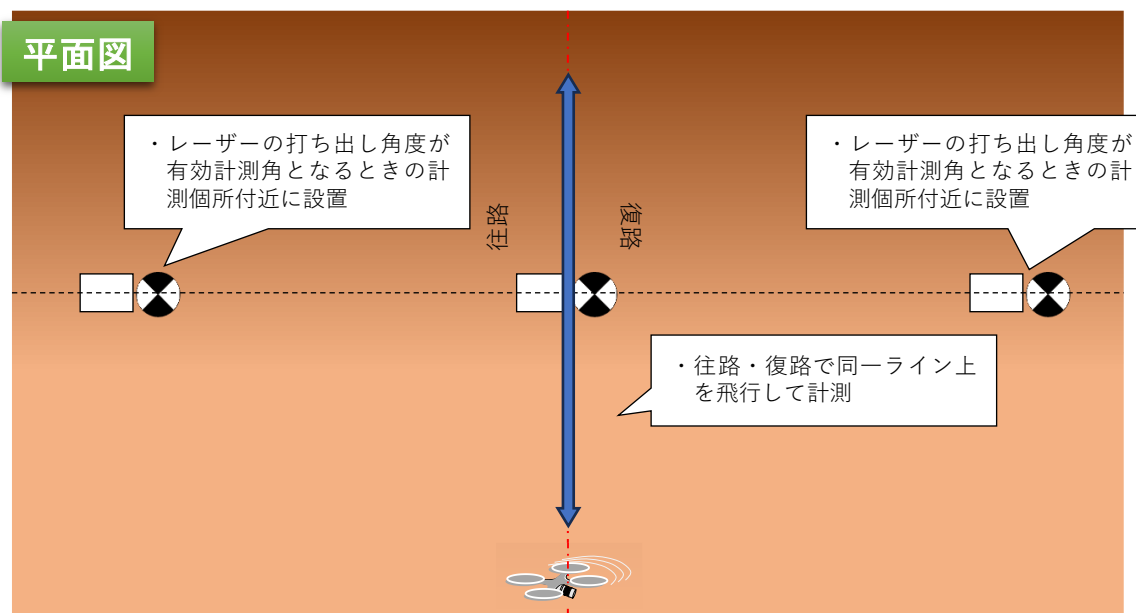 平面図
・レーザーの打ち出し角度が
有効計測角となるときの計
測個所付近に設置
・レーザーの打ち出し角度が
有効計測角となるときの計
測個所付近に設置
往路
復路
・往路・復路で同一ライン上
を飛行して計測